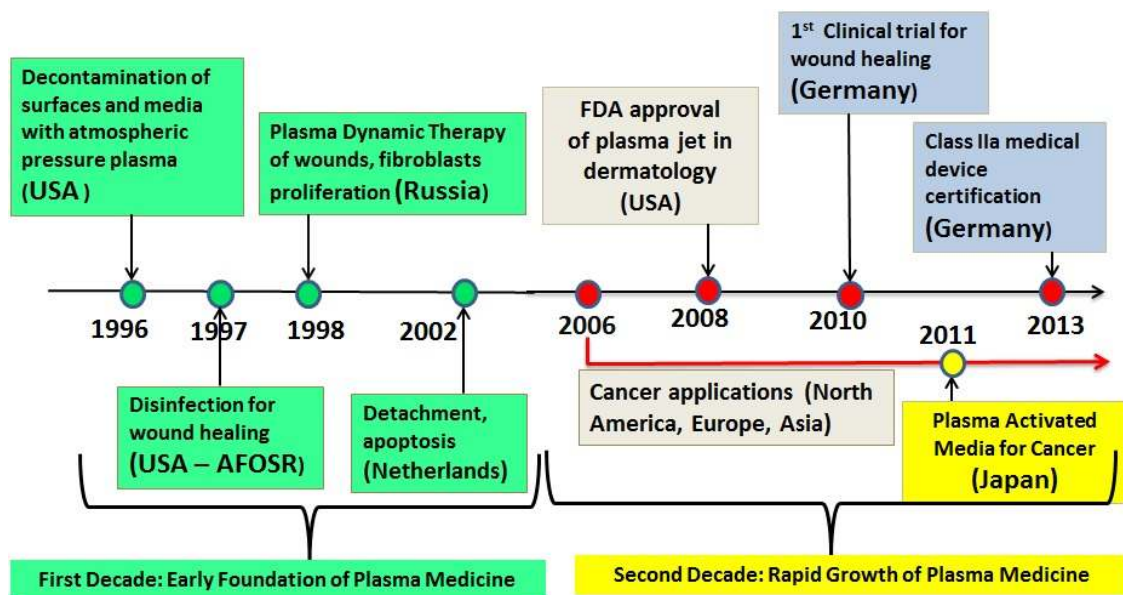 Decontamination of
surfaces and media
with atmospheric
pressure plasma
(USA )
Plasma Dynamic Therapy
of wounds, fibroblasts
proliferation (Russia)
FDA approval
of plasma jet in
dermatology
(USA)
1st Clinical trial for
wound healing
(Germany)
Class IIa medical
device
certification
(Germany)
1996
1997
1998
2002
2006
2008
2010
2011
2013
Disinfection for
wound healing
(USA – AFOSR)
Detachment,
apoptosis
(Netherlands)
Cancer applications (North
America, Europe, Asia)
Plasma Activated
Media for Cancer
(Japan)
First Decade: Early Foundation of Plasma Medicine
Second Decade: Rapid Growth of Plasma Medicine